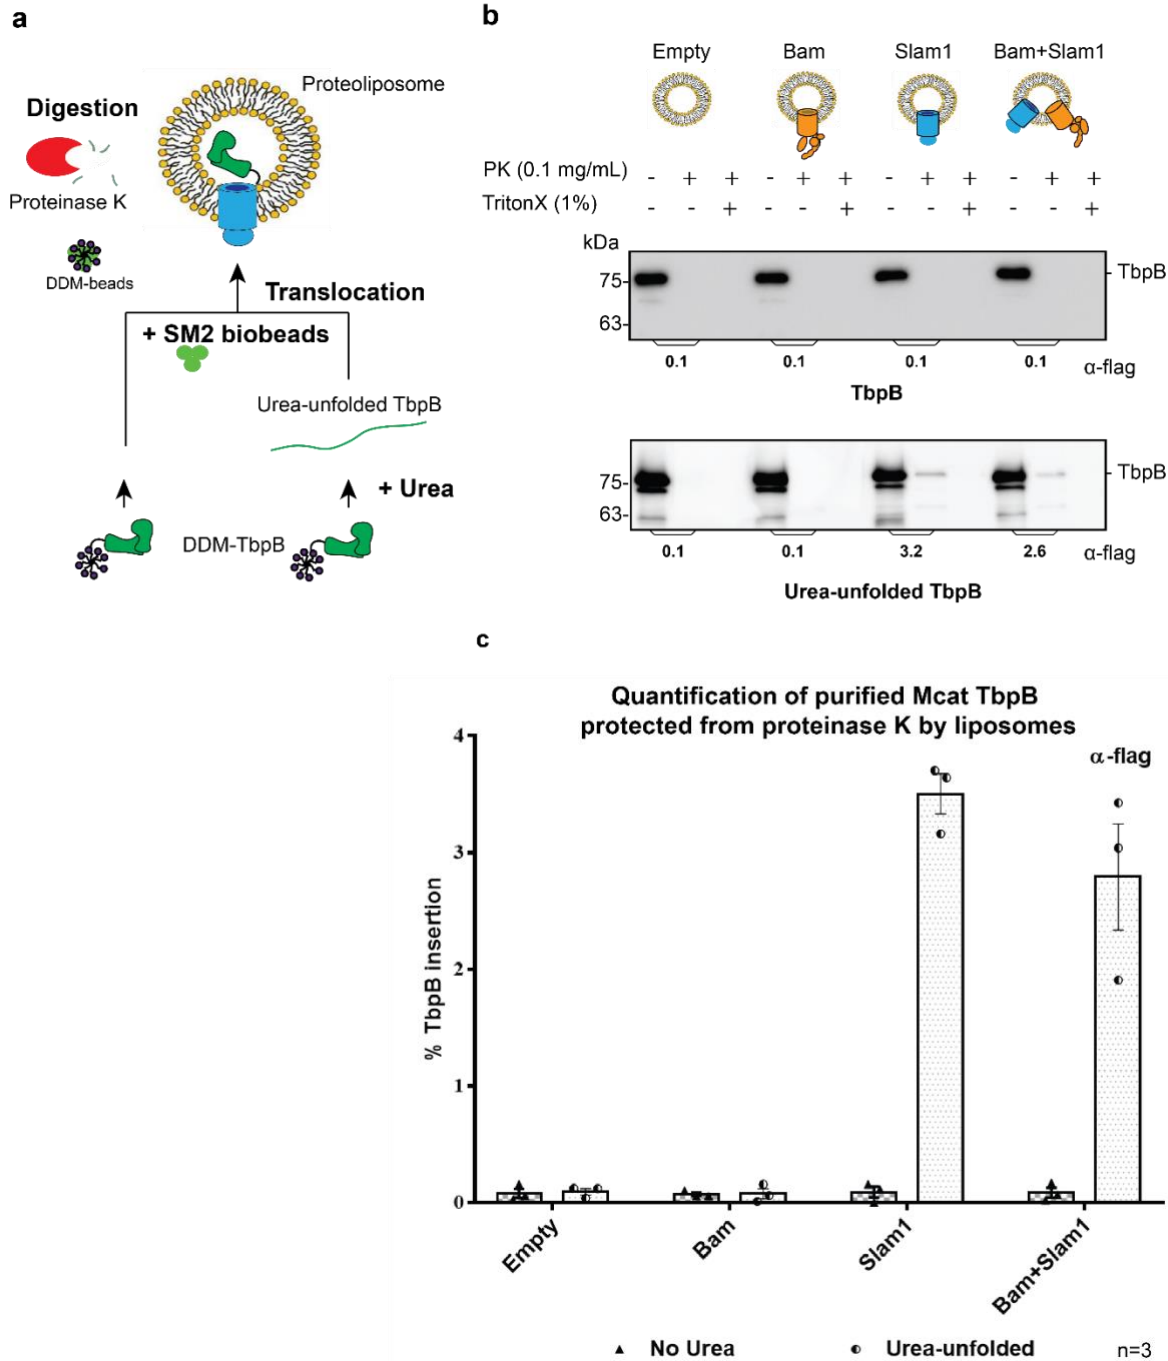 a
Digestion
Proteinase K
DDM-beads
Proteoliposome
Translocation
+ SM2 biobeads
Urea-unfolded TbpB
+ Urea
DDM-TbpB
b
Empty Bam Slam1 Bam+Slam1
PK (0.1 mg/mL) - + + - + + - + + - + +
TritonX (1%) - - + - - + - - + - - +
kDa
75-
63-
TbpB
0.1 0.1 0.1 0.1 α-flag
TbpB
75-
63-
TbpB
0.1 0.1 3.2 2.6 α-flag
Urea-unfolded TbpB
c
Quantification of purified Mcat TbpB
protected from proteinase K by liposomes
α-flag
% TbpB insertion
4
3
2
1
0
Empty Bam Slam1 Bam+Slam1
No Urea Urea-unfolded n=3